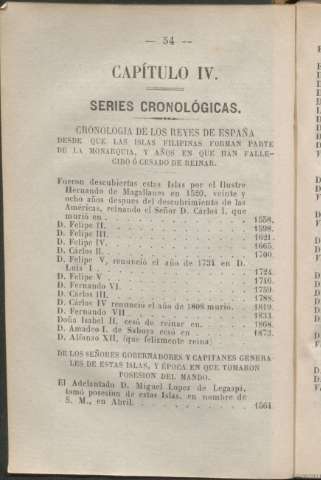 — 54 —
CAPÍTULO IV.
SERIES CRONOLÓGICAS.
CRONOLOGIA DE LOS REYES DE ESPAÑA
DESDE QUE LAS ISLAS FILIPINAS FORMAN PARTE
DE LA MONARQUIA, Y AÑOS EN QUE HAN FALLE-
CIDO Ó CESADO DE REINAR.
Fueron descubiertas estas Islas por el Ilustre
Hernando de Magallanes en 1520, veinte y
ocho años despues del descubrimiento de las
Américas, reinando el Señor D. Cárlos I, que
murió en . . . 1558.
D. Felipe II. . . . 1598.
D. Felipe III. . . . 1621.
D. Felipe IV. . . . 1665.
D. Cárlos II. . . . 1700.
D. Felipe V, renunció el año de 1731 en D.
Luis I . . . 1724.
D. Felipe V . . . 1746.
D. Fernando VI. . . . 1759.
D. Cárlos III. . . . 1788.
D. Cárlos IV renunció el año de 1808 murió. . 1819.
D. Fernando VII . . . 1833.
Doña Isabel II, cesó de reinar en. . . . 1868.
D. Amadeo I, de Saboya cesó en . . . 1873.
D. Alfonso XII, (que felizmente reina)
DE LOS SEÑORES GOBERNADORES Y CAPITANES GENERA-
LES DE ESTAS ISLAS, Y ÉPOCA EN QUE TOMARON
POSESION DEL MANDO.
El Adelantado D. Miguel Lopez de Legaspi,
tomó posesion de estas Islas, en nombre de
S. M., en Abril. . . . 1564.